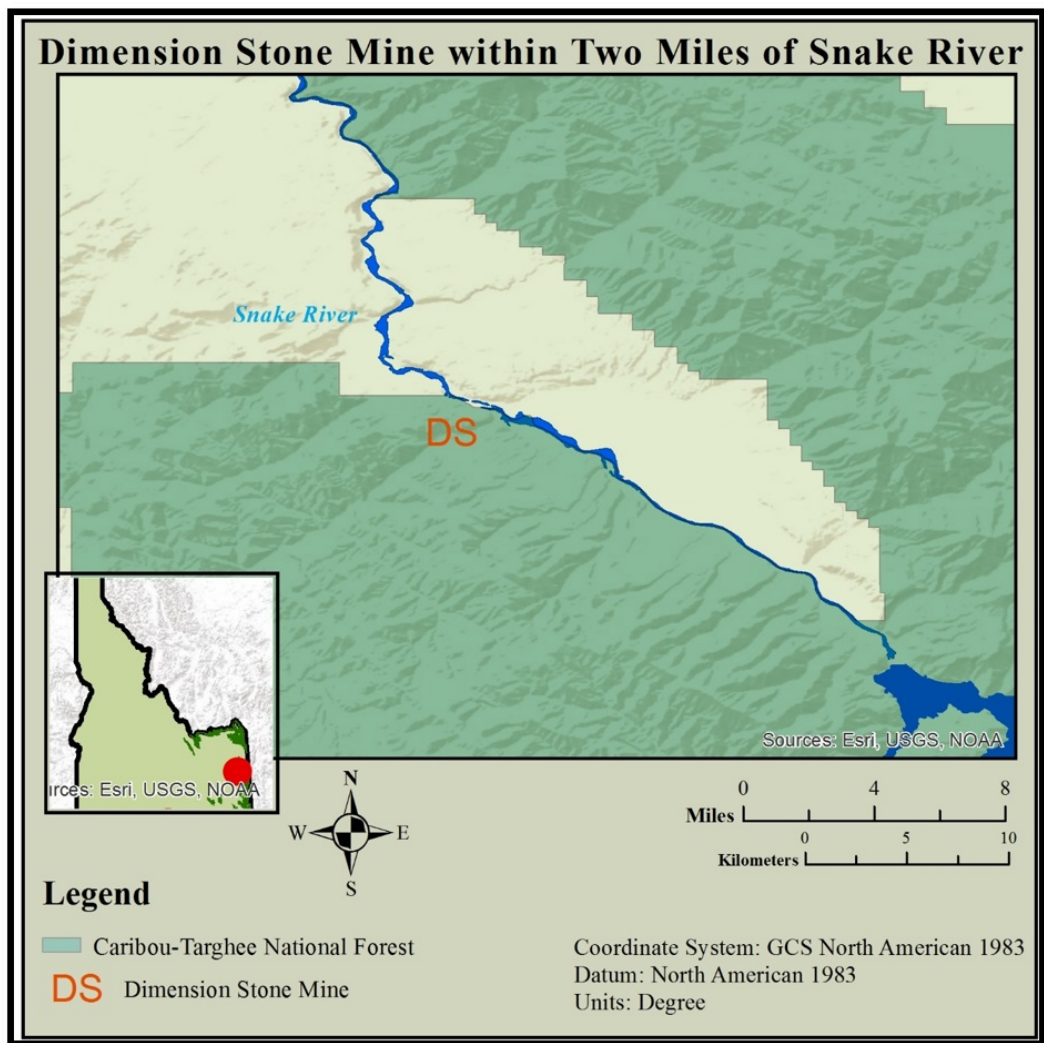 Dimension Stone Mine within Two Miles of Snake River
Snake River
DS
Sources: Esri, USGS, NOAA
urces: Esri, USGS, NOAA
N
W E
S
0 4 8
Miles
0 5 10
Kilometers
Legend
Caribou-Targhee National Forest
DS Dimension Stone Mine
Coordinate System: GCS North American 1983
Datum: North American 1983
Units: Degree